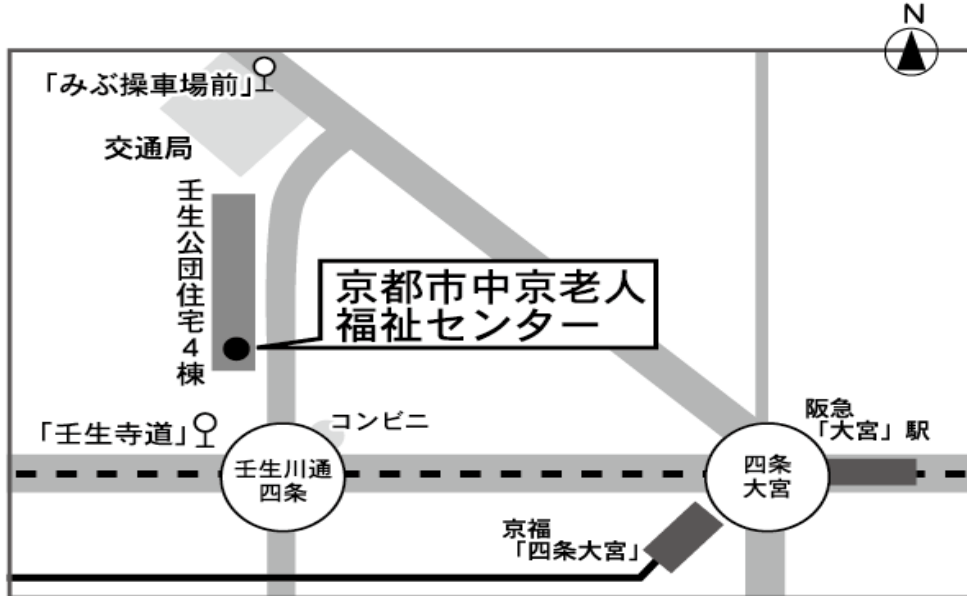 N
「みぶ操車場前」
交通局
壬生公団住宅4棟
京都市中京老人
福祉センター
「壬生寺道」
コンビニ
壬生川通
四条
四条
大宮
阪急
「大宮」駅
京福
「四条大宮」